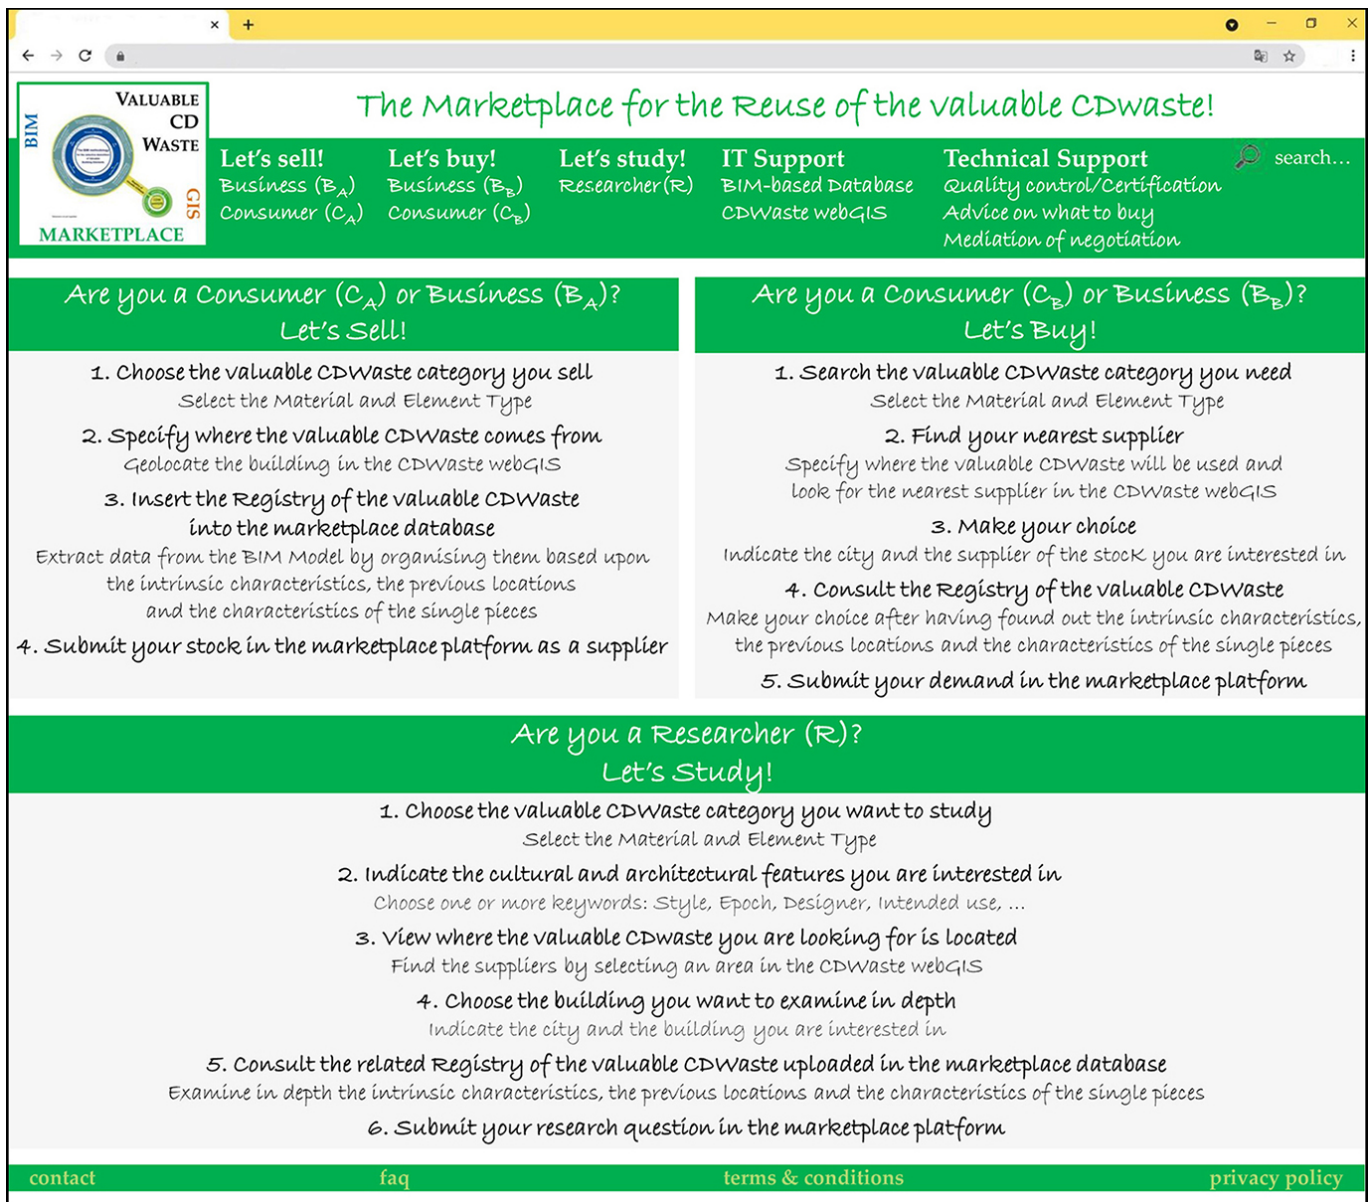 The Marketplace for the Reuse of the valuable CDwaste!
BIM
VALUABLE
CD
WASTE
GIS
MARKETPLACE
Let's sell!
Business (BA)
Consumer (CA)
Let's buy!
Business (BB)
Consumer (CB)
Let's study!
Researcher(R)
IT Support
BIM-based Database
CDWaste webGIS
Technical Support
Quality control/Certification
Advice on what to buy
Mediation of negotiation
search...
Are you a Consumer (CA) or Business (BA)?
Let's Sell!
1. Choose the valuable CDWaste category you sell
Select the Material and Element Type
2. Specify where the valuable CDWaste comes from
Geolocate the building in the CDWaste webGIS
3. Insert the Registry of the valuable CDWaste
into the marketplace database
Extract data from the BIM Model by organising them based upon
the intrinsic characteristics, the previous locations
and the characteristics of the single pieces
4. Submit your stock in the marketplace platform as a supplier
Are you a Consumer (CB) or Business (BB)?
Let's Buy!
1. Search the valuable CDWaste category you need
Select the Material and Element Type
2. Find your nearest supplier
Specify where the valuable CDWaste will be used and
look for the nearest supplier in the CDWaste webGIS
3. Make your choice
Indicate the city and the supplier of the stocK you are interested in
4. Consult the Registry of the valuable CDWaste
Make your choice after having found out the intrinsic characteristics,
the previous locations and the characteristics of the single pieces
5. Submit your demand in the marketplace platform
Are you a Researcher (R)?
Let's Study!
1. Choose the valuable CDWaste category you want to study
Select the Material and Element Type
2. Indicate the cultural and architectural features you are interested in
Choose one or more keywords: Style, Epoch, Designer, Intended use, ...
3. View where the valuable CDwaste you are looking for is located
Find the suppliers by selecting an area in the CDWaste webGIS
4. Choose the building you want to examine in depth
Indicate the city and the building you are interested in
5. Consult the related Registry of the valuable CDWaste uploaded in the marketplace database
Examine in depth the intrinsic characteristics, the previous locations and the characteristics of the single pieces
6. Submit your research question in the marketplace platform
contact
faq
terms & conditions
privacy policy